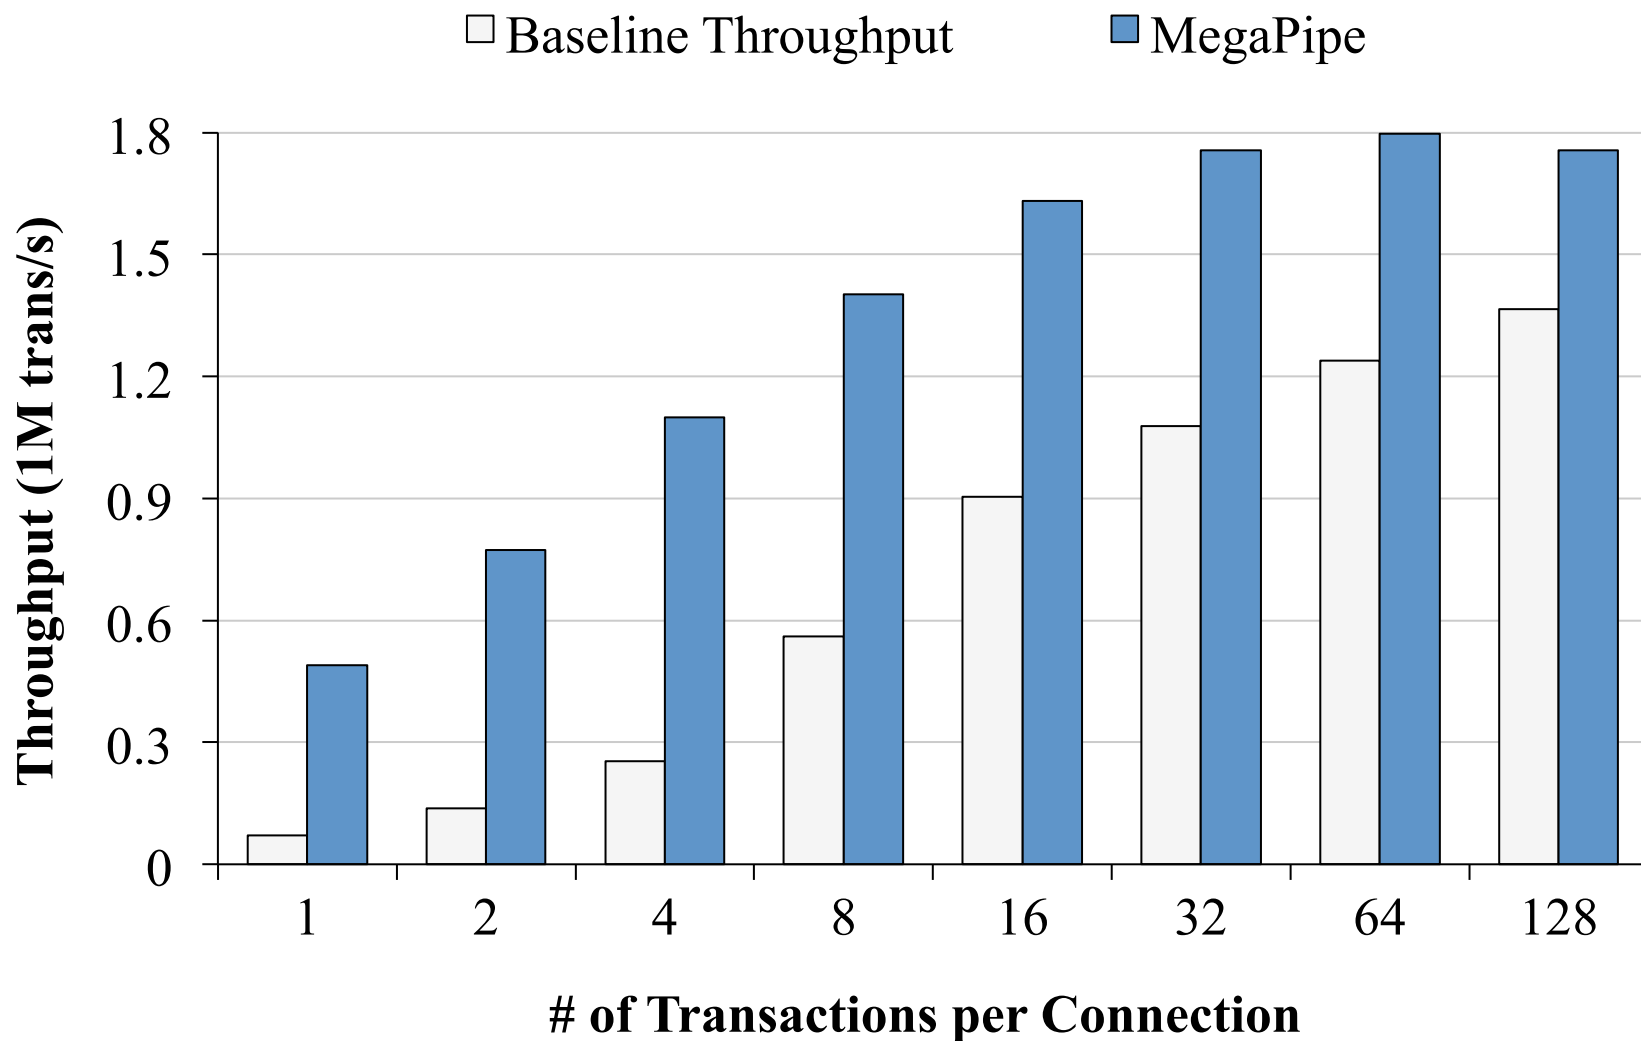 Baseline Throughput MegaPipe
Throughput (1M trans/s)
1.8
1.5
1.2
0.9
0.6
0.3
0
1 2 4 8 16 32 64 128
# of Transactions per Connection